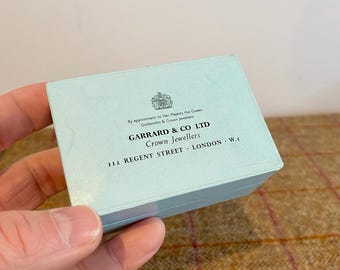 By appointment to Her Majesty the Queen
Goldsmiths & Crown Jewellers
GARRARD & CO LTD
Crown Jewellers
112 REGENT STREET · LONDON · W.1